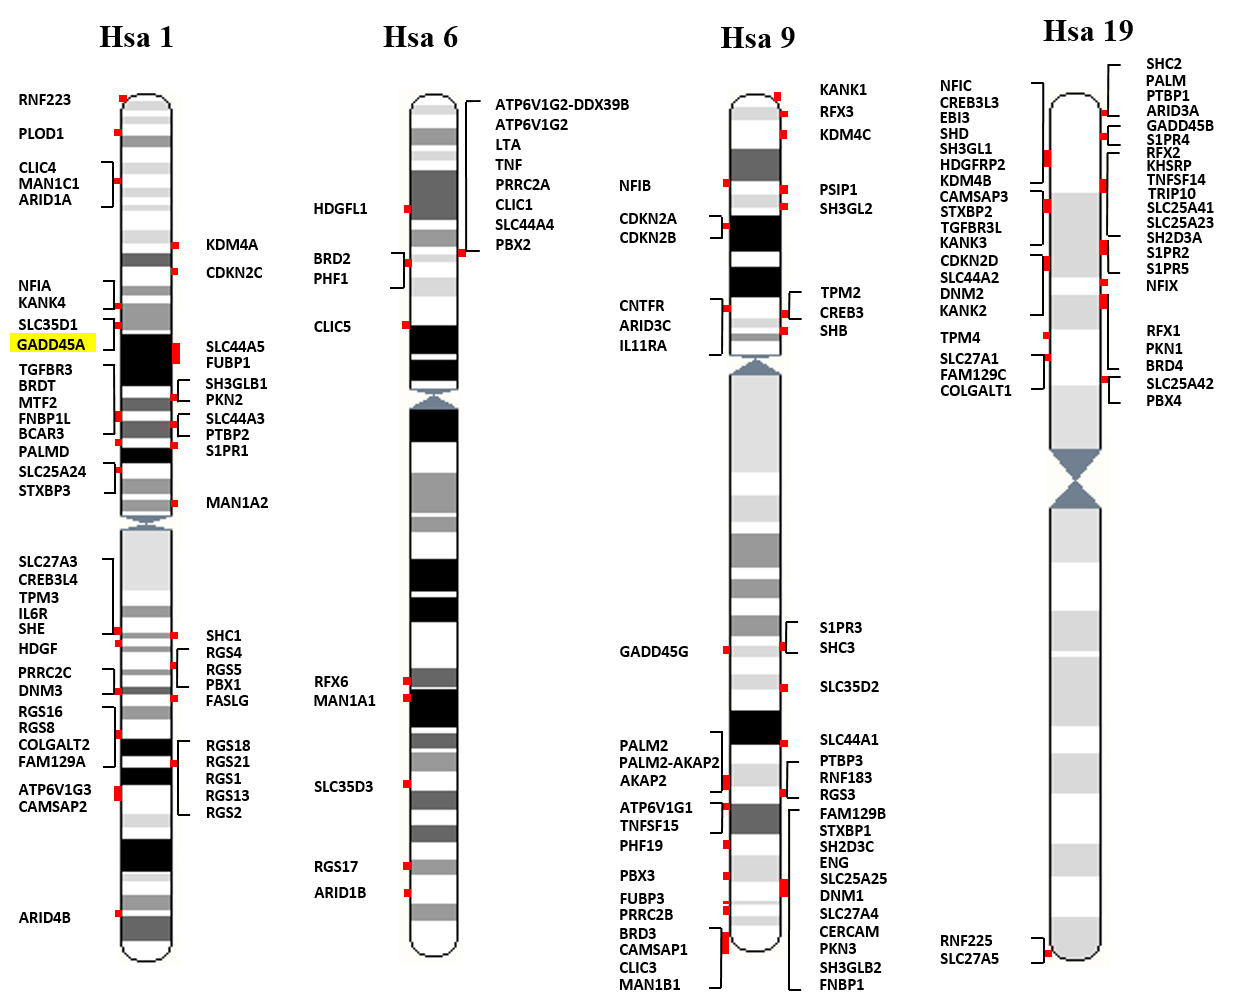 Hsa 1
RNF223
PLOD1
CLIC4
MAN1C1
ARID1A
NFIA
KANK4
SLC35D1
GADD45A
TGFBR3
BRDT
MTF2
FNBP1L
BCAR3
PALMD
SLC25A24
STXBP3
SLC27A3
CREB3L4
TPM3
IL6R
SHE
HDGF
PRRC2C
DNM3
RGS16
RGS8
COLGALT2
FAM129A
ATP6V1G3
CAMSAP2
ARID4B
KDM4A
CDKN2C
SLC44A5
FUBP1
SH3GLB1
PKN2
SLC44A3
PTBP2
S1PR1
MAN1A2
SHC1
RGS4
RGS5
PBX1
FASLG
RGS18
RGS21
RGS1
RGS13
RGS2
Hsa 6
HDGFL1
BRD2
PHF1
CLIC5
RFX6
MAN1A1
SLC35D3
RGS17
ARID1B
ATP6V1G2-DDX39B
ATP6V1G2
LTA
TNF
PRRC2A
CLIC1
SLC44A4
PBX2
Hsa 9
NFIB
CDKN2A
CDKN2B
CNTFR
ARID3C
IL11RA
GADD45G
PALM2
PALM2-AKAP2
AKAP2
ATP6V1G1
TNFSF15
PHF19
PBX3
FUBP3
PRRC2B
BRD3
CAMSAP1
CLIC3
MAN1B1
KANK1
RFX3
KDM4C
PSIP1
SH3GL2
TPM2
CREB3
SHB
S1PR3
SHC3
SLC35D2
SLC44A1
PTBP3
RNF183
RGS3
FAM129B
STXBP1
SH2D3C
ENG
SLC25A25
DNM1
SLC27A4
CERCAM
PKN3
SH3GLB2
FNBP1
Hsa 19
NFIC
CREB3L3
EBI3
SHD
SH3GL1
HDGFRP2
KDM4B
CAMSAP3
STXBP2
TGFBR3L
KANK3
CDKN2D
SLC44A2
DNM2
KANK2
TPM4
SLC27A1
FAM129C
COLGALT1
RNF225
SLC27A5
SHC2
PALM
PTBP1
ARID3A
GADD45B
S1PR4
RFX2
KHSRP
TNFSF14
TRIP10
SLC25A41
SLC25A23
SH2D3A
S1PR2
S1PR5
NFIX
RFX1
PKN1
BRD4
SLC25A42
PBX4